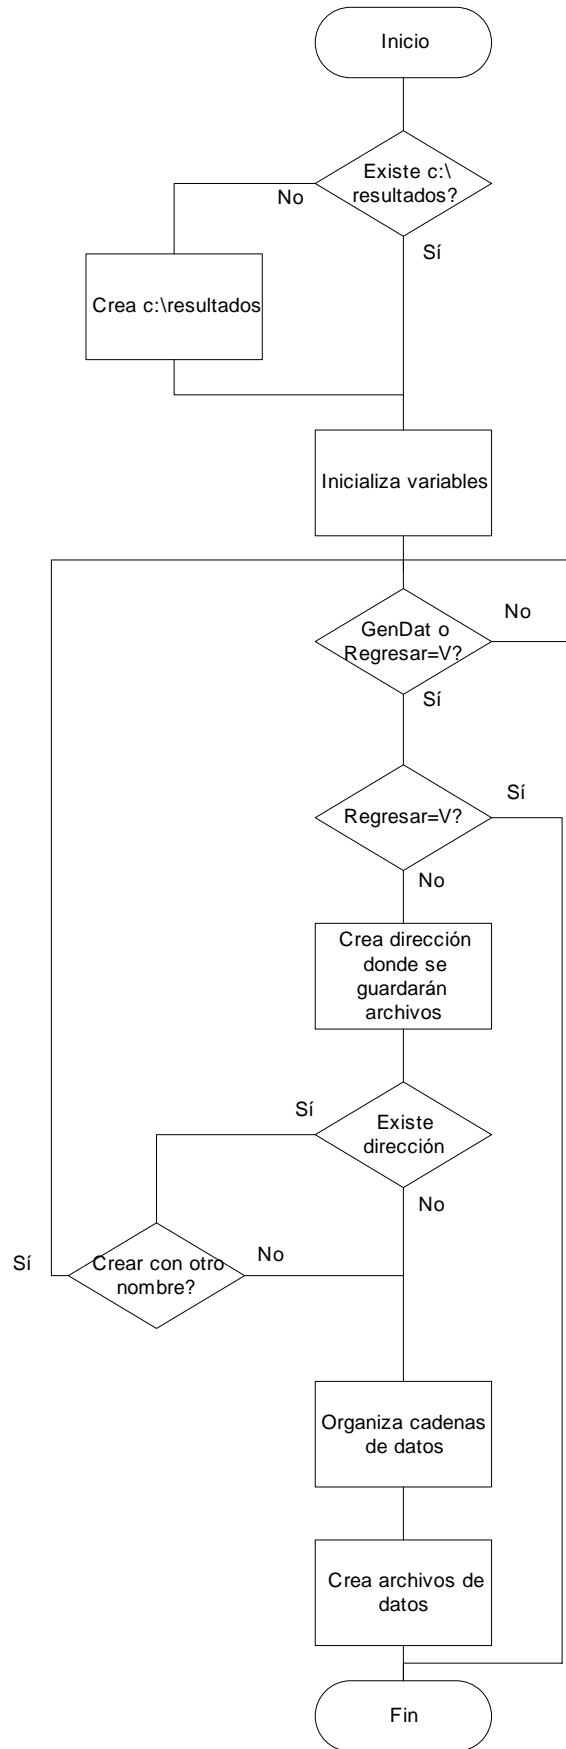 Inicio
Existe c:\
resultados?
No
Sí
Crea c:\resultados
Inicializa variables
GenDat o
Regresar=V?
No
Sí
Regresar=V?
Sí
No
Crea dirección
donde se
guardarán
archivos
Sí
Existe
dirección
No
Sí
Crear con otro
nombre?
No
Organiza cadenas
de datos
Crea archivos de
datos
Fin